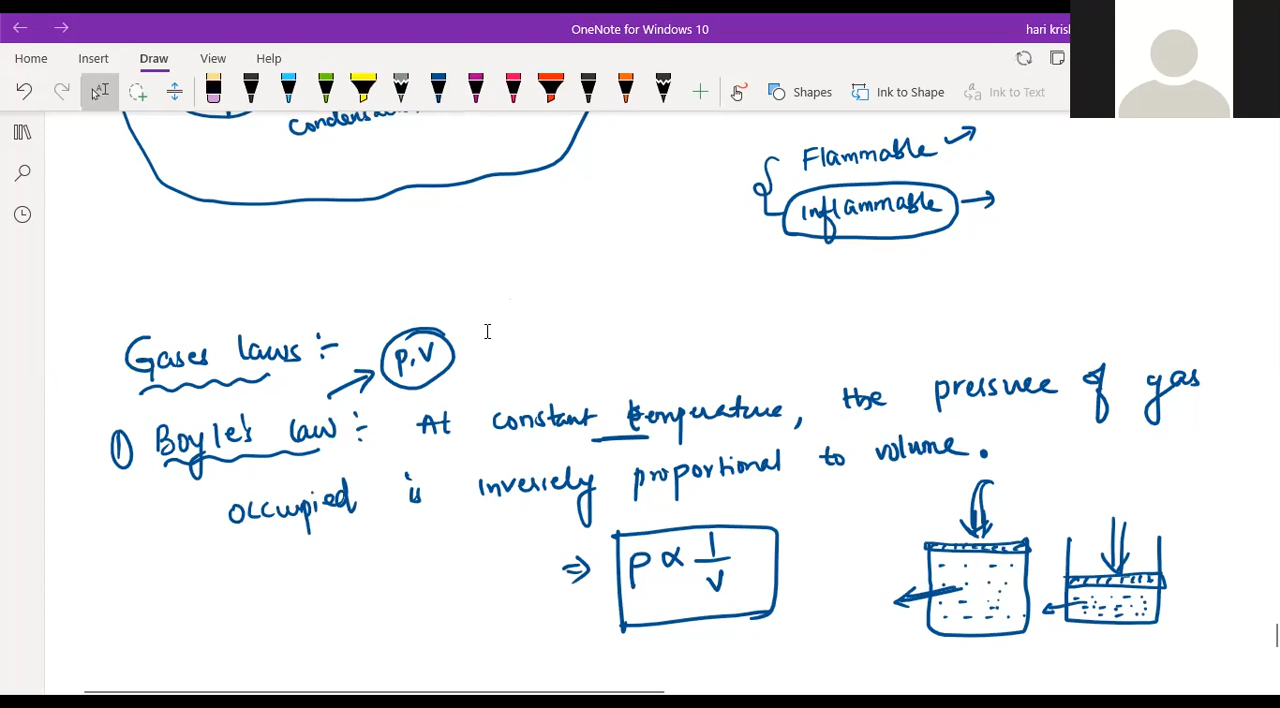 OneNote for Windows 10
hari krish
Home Insert Draw View Help
Shapes Ink to Shape Ink to Text
Flammable
Inflammable
Gases laws :-
P,V
① Boyle's law :- At constant temperature, the pressure of gas
occupied is inversely proportional to volume.
⇒ P ∝ 1/V